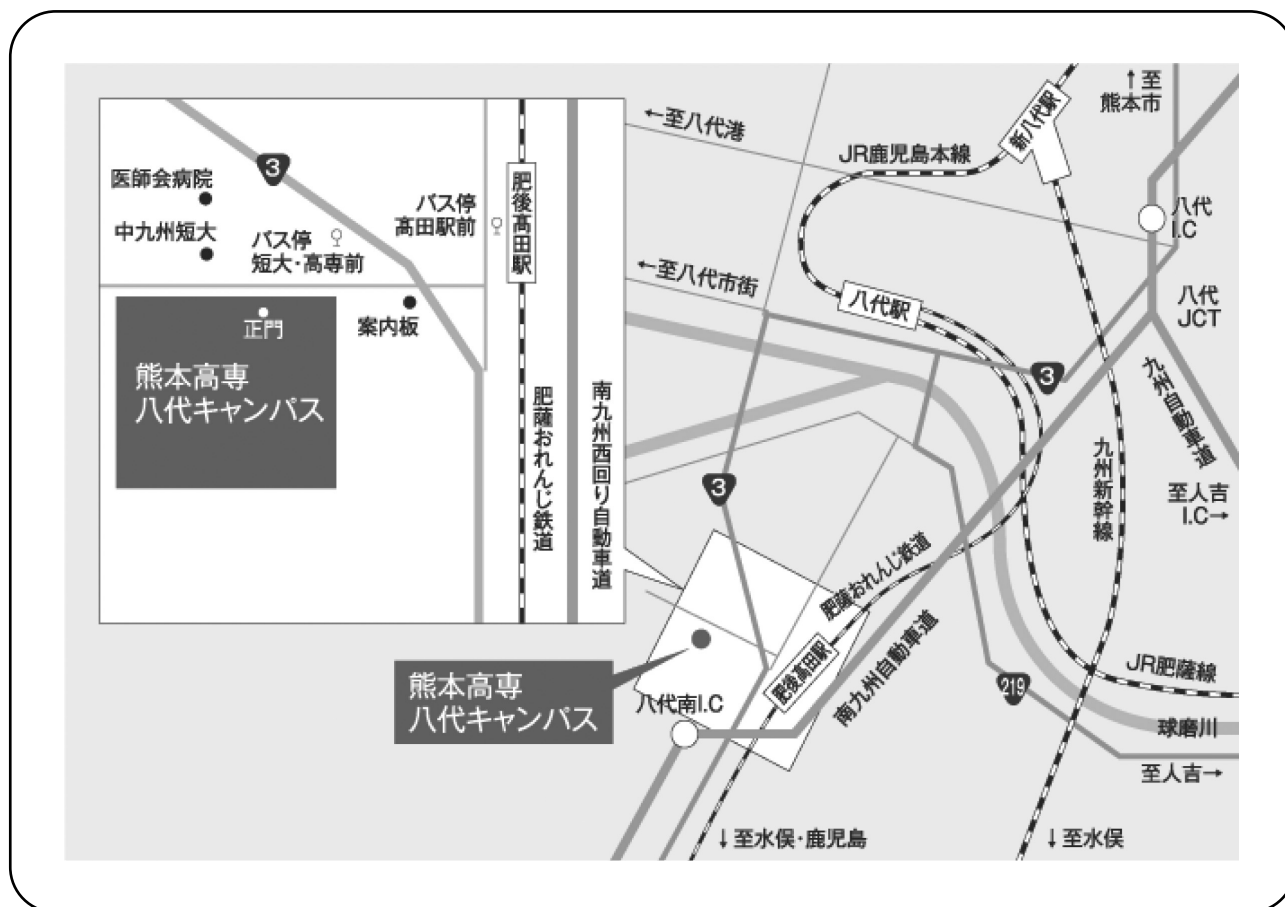 3
医師会病院
中九州短大
バス停
短大・高専前
バス停
髙田駅前
肥後髙田駅
正門
案内板
熊本高専
八代キャンパス
肥薩おれんじ鉄道
南九州西回り自動車道
←至八代港
JR鹿児島本線
新八代駅
↑至
熊本市
八代
I.C
←至八代市街
八代駅
八代
JCT
3
九州自動車道
九州新幹線
至人吉
I.C→
3
肥薩おれんじ鉄道
肥後髙田駅
南九州自動車道
熊本高専
八代キャンパス
八代南I.C
219
JR肥薩線
球磨川
至人吉→
↓至水俣・鹿児島
↓至水俣